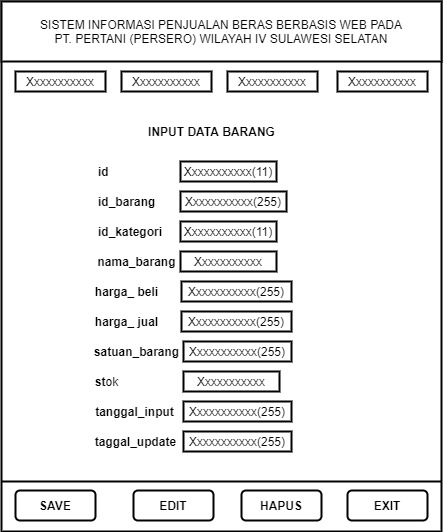 SISTEM INFORMASI PENJUALAN BERAS BERBASIS WEB PADA
PT. PERTANI (PERSERO) WILAYAH IV SULAWESI SELATAN
Xxxxxxxxxxx Xxxxxxxxxxx Xxxxxxxxxxx Xxxxxxxxxxx
INPUT DATA BARANG
id Xxxxxxxxxxx(11)
id_barang Xxxxxxxxxxx(255)
id_kategori Xxxxxxxxxxx(11)
nama_barang Xxxxxxxxxxx
harga_ beli Xxxxxxxxxxx(255)
harga_ jual Xxxxxxxxxxx(255)
satuan_barang Xxxxxxxxxxx(255)
stok Xxxxxxxxxxx
tanggal_input Xxxxxxxxxxx(255)
taggal_update Xxxxxxxxxxx(255)
SAVE EDIT HAPUS EXIT